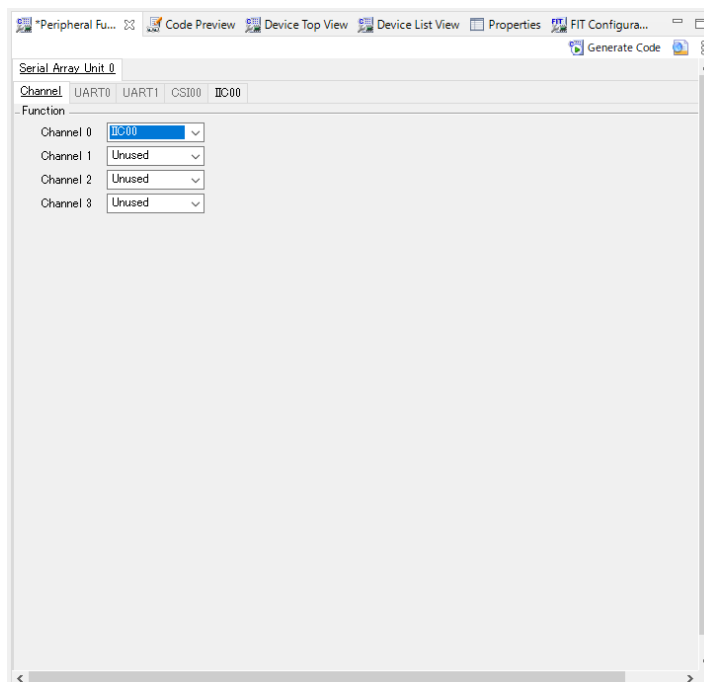 *Peripheral Fu... Code Preview Device Top View Device List View Properties FIT FIT Configura...
Generate Code
Serial Array Unit 0
Channel UART0 UART1 CSI00 IIC00
Function
Channel 0 IIC00
Channel 1 Unused
Channel 2 Unused
Channel 3 Unused